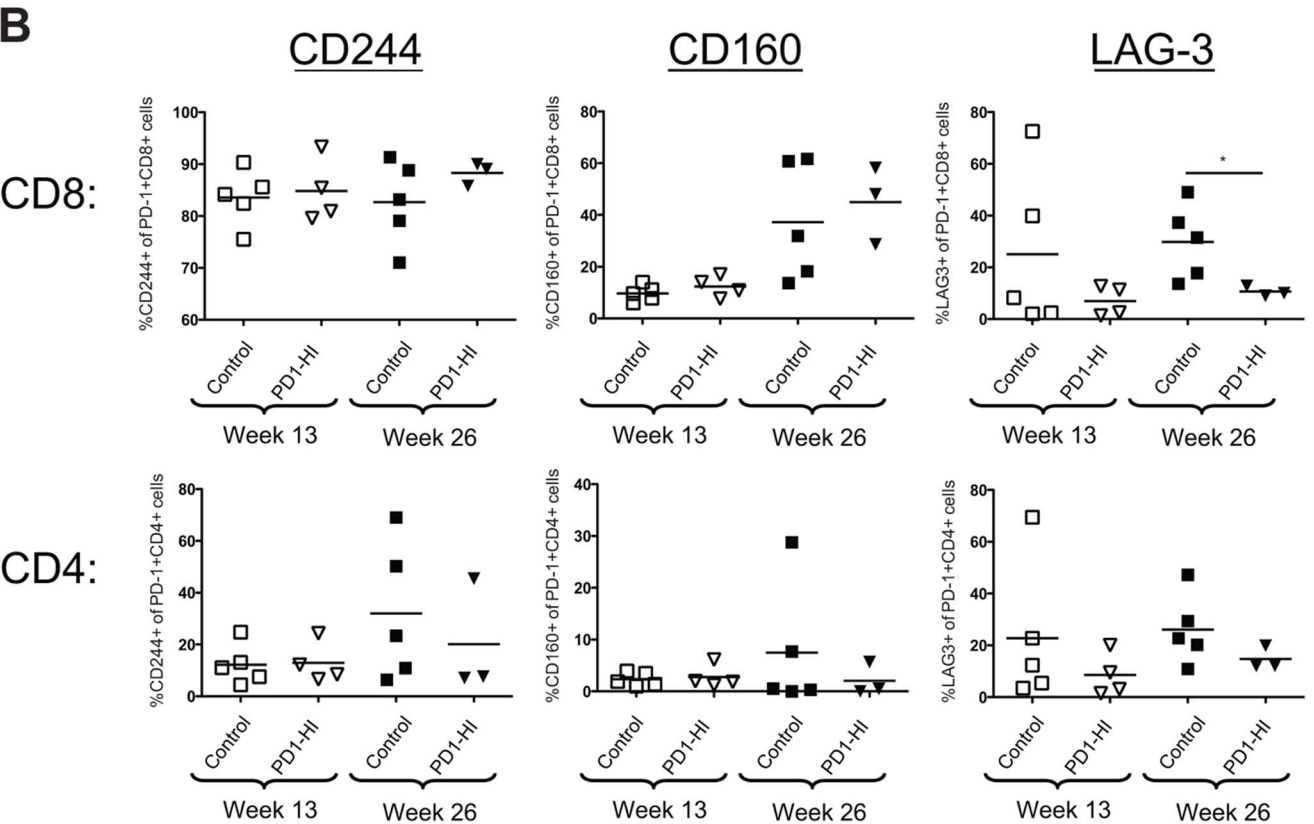 B
CD244 CD160 LAG-3
CD8:
%CD244+ of PD-1+CD8+ cells
100
90
80
70
60
Control PD1-HI Control PD1-HI
Week 13 Week 26
%CD160+ of PD-1+CD8+ cells
80
60
40
20
0
Control PD1-HI Control PD1-HI
Week 13 Week 26
%LAG3+ of PD-1+CD8+ cells
80
60
40
20
0
*
Control PD1-HI Control PD1-HI
Week 13 Week 26
CD4:
%CD244+ of PD-1+CD4+ cells
80
60
40
20
0
Control PD1-HI Control PD1-HI
Week 13 Week 26
%CD160+ of PD-1+CD4+ cells
40
30
20
10
0
Control PD1-HI Control PD1-HI
Week 13 Week 26
%LAG3+ of PD-1+CD4+ cells
80
60
40
20
0
Control PD1-HI Control PD1-HI
Week 13 Week 26